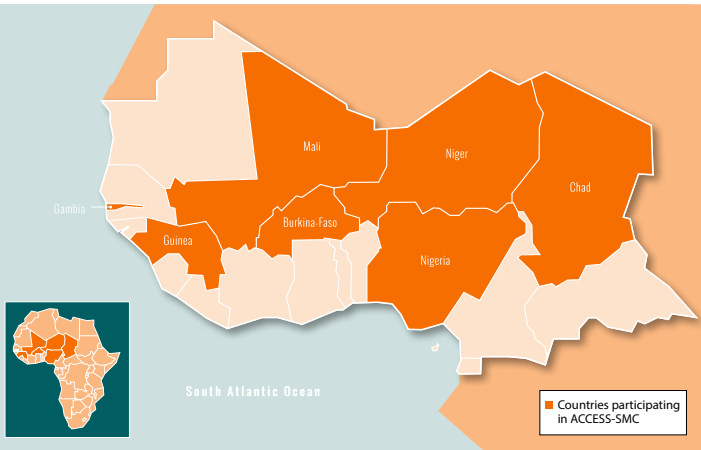 Mali
Niger
Chad
Gambia
Burkina-Faso
Guinea
Nigeria
South Atlantic Ocean
Countries participating
in ACCESS-SMC